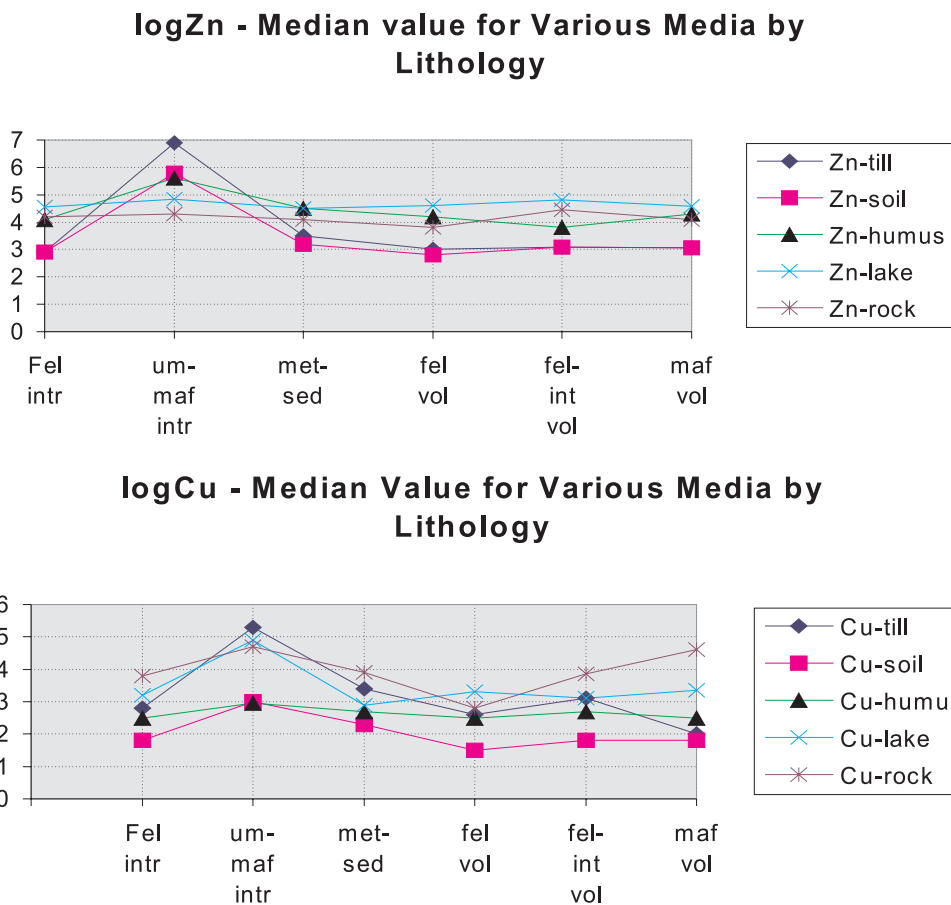 logZn - Median value for Various Media by
Lithology
7
6
5
4
3
2
1
0
Fel
intr
um-
maf
intr
met-
sed
fel
vol
fel-
int
vol
maf
vol
Zn-till
Zn-soil
Zn-humus
Zn-lake
Zn-rock
logCu - Median Value for Various Media by
Lithology
6
5
4
3
2
1
0
Fel
intr
um-
maf
intr
met-
sed
fel
vol
fel-
int
vol
maf
vol
Cu-till
Cu-soil
Cu-humu
Cu-lake
Cu-rock